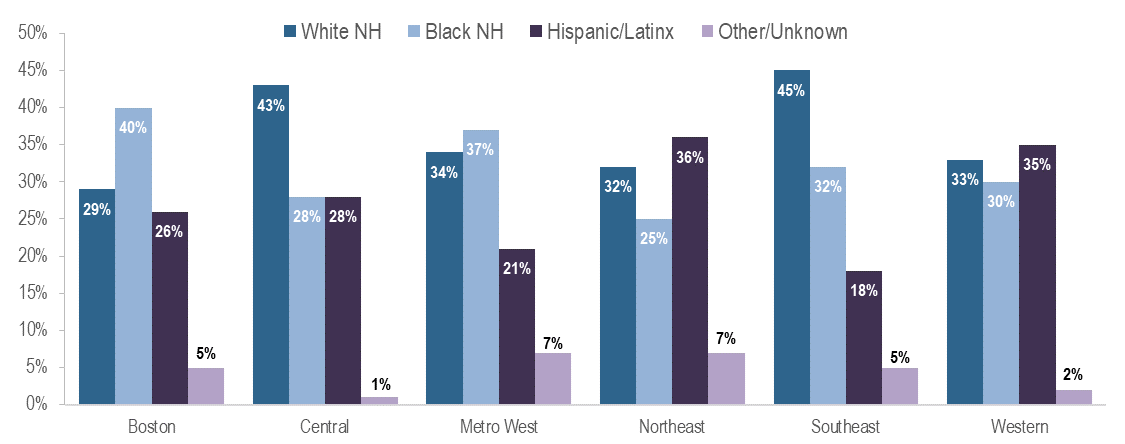 White NH Black NH Hispanic/Latinx Other/Unknown
50%
45%
40%
35%
30%
25%
20%
15%
10%
5%
0%
29% 40% 26% 5%
43% 28% 28% 1%
34% 37% 21% 7%
32% 25% 36% 7%
45% 32% 18% 5%
33% 30% 35% 2%
Boston Central Metro West Northeast Southeast Western